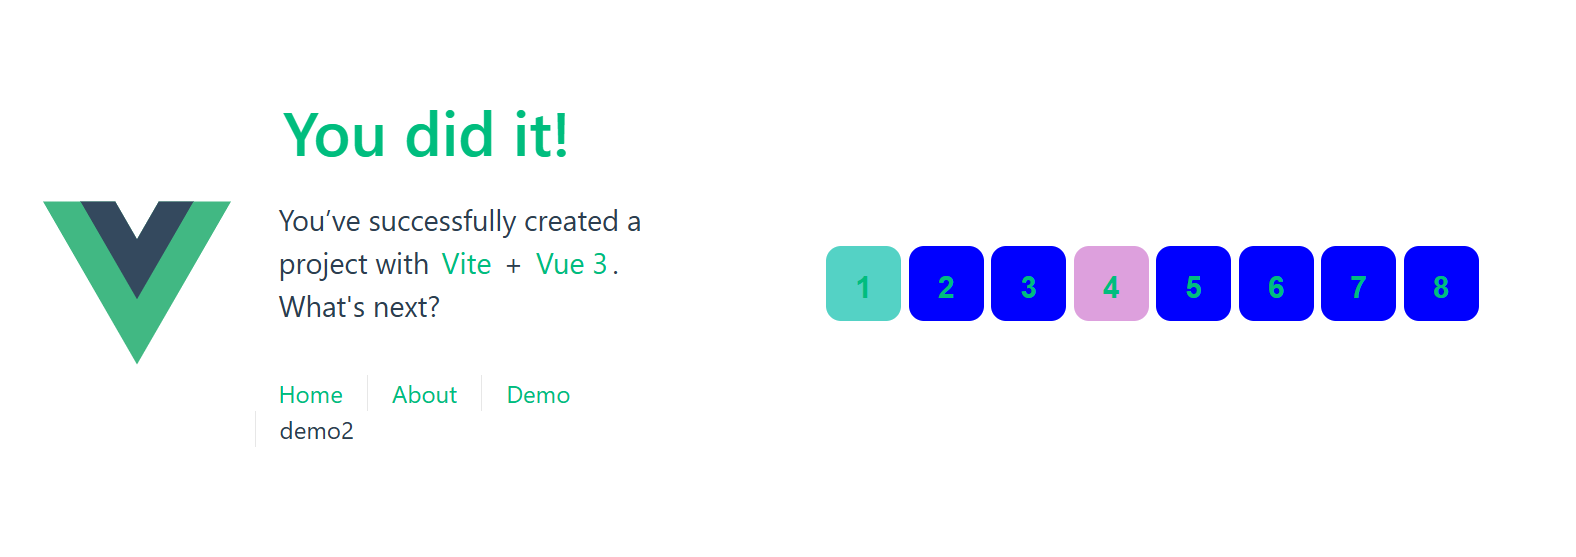 You did it!
You’ve successfully created a
project with Vite + Vue 3.
What's next?
Home About Demo
demo2
1 2 3 4 5 6 7 8